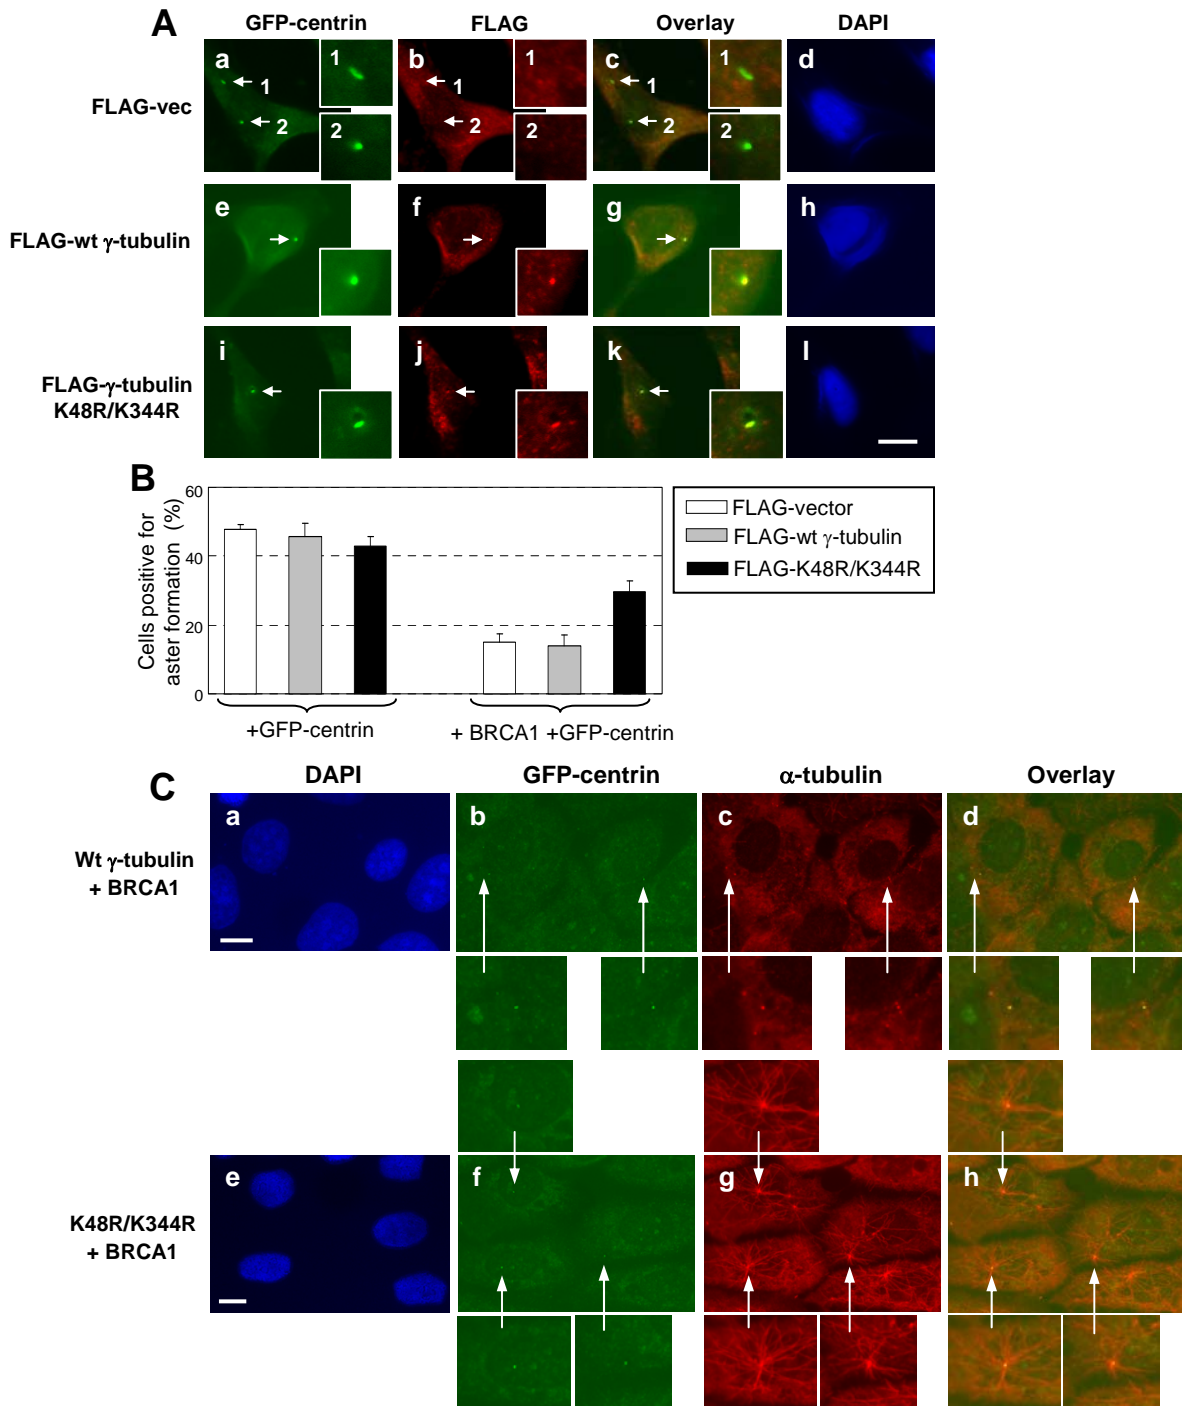 A
GFP-centrin FLAG Overlay DAPI
FLAG-vec
a 1 2 1 2
b 1 2 1 2
c 1 2
d
FLAG-wt γ-tubulin
e f g h
FLAG-γ-tubulin
K48R/K344R
i j k l
B
Cells positive for
aster formation (%)
60
40
20
0
+GFP-centrin
+ BRCA1 +GFP-centrin
FLAG-vector
FLAG-wt γ-tubulin
FLAG-K48R/K344R
C
DAPI GFP-centrin α-tubulin Overlay
Wt γ-tubulin
+ BRCA1
a b c d
K48R/K344R
+ BRCA1
e f g h